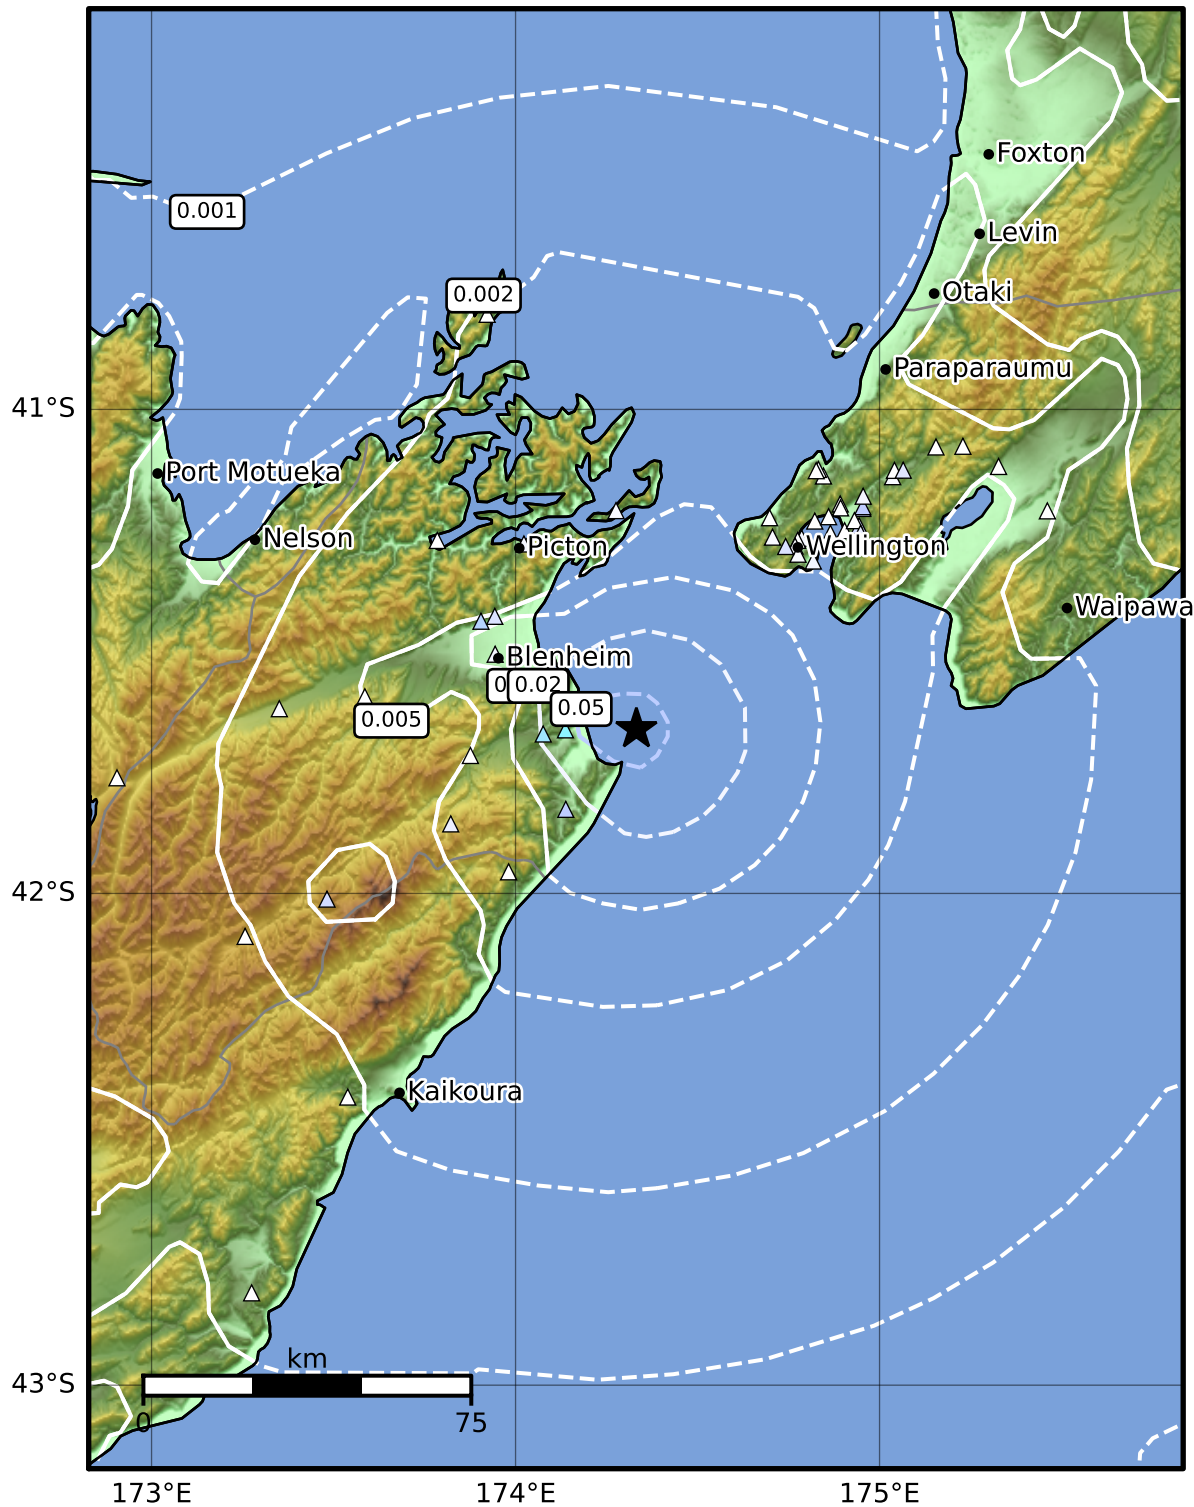 Foxton
0.001
Levin
Otaki
0.002
Paraparaumu
41°S
Port Motueka
Nelson
Picton
Wellington
Waipawa
Blenheim
0.02
0.05
0.005
42°S
Kaikoura
km
43°S
0
75
173°E
174°E
175°E